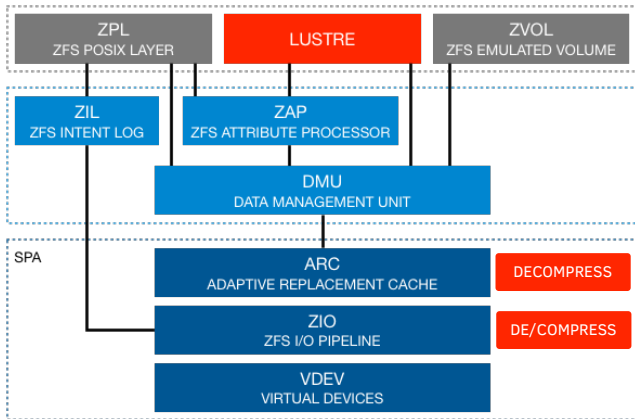 ZPL
ZFS POSIX LAYER
LUSTRE
ZVOL
ZFS EMULATED VOLUME
ZIL
ZFS INTENT LOG
ZAP
ZFS ATTRIBUTE PROCESSOR
DMU
DATA MANAGEMENT UNIT
SPA
ARC
ADAPTIVE REPLACEMENT CACHE
DECOMPRESS
ZIO
ZFS I/O PIPELINE
DE/COMPRESS
VDEV
VIRTUAL DEVICES